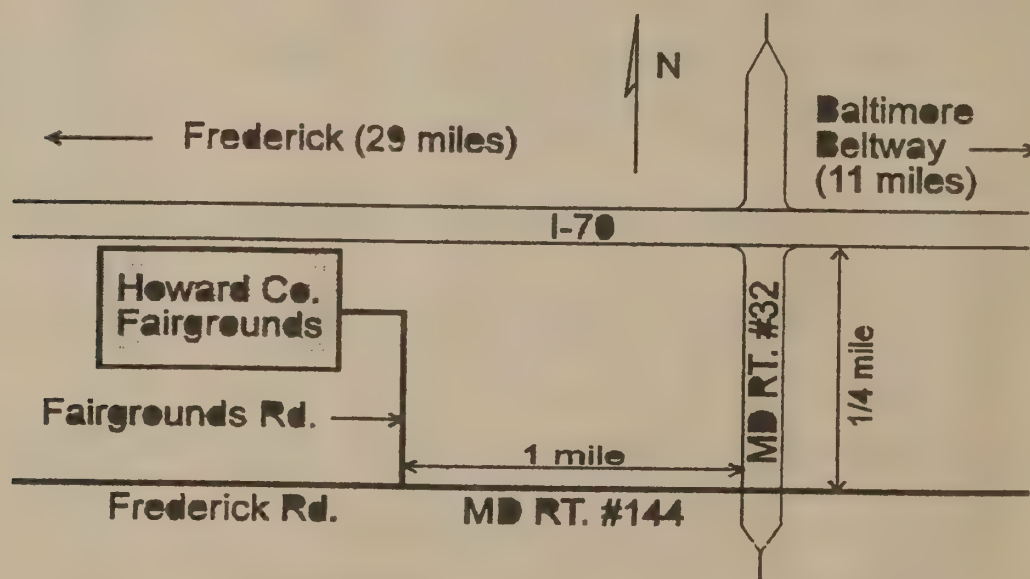 N
Frederick (29 miles)
Baltimore
Beltway
(11 miles)
I-70
Howard Co.
Fairgrounds
MD RT. #32
1/4 mile
Fairgrounds Rd.
1 mile
Frederick Rd.
MD RT. #144